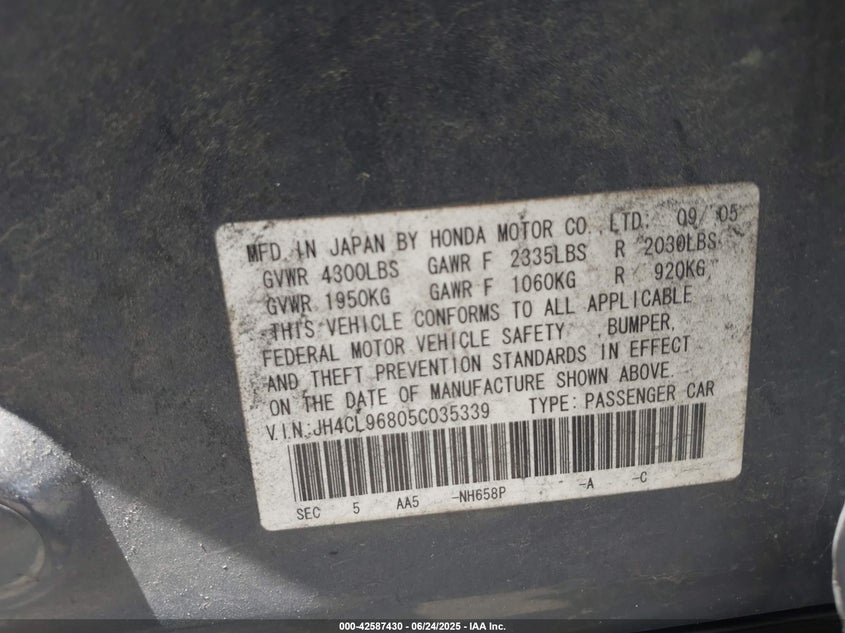 MFD IN JAPAN BY HONDA MOTOR CO. LTD. 09/05
GVWR 4300LBS GAWR F 2335LBS R 2030LBS
GVWR 1950KG GAWR F 1060KG R 920KG
THIS VEHICLE CONFORMS TO ALL APPLICABLE
FEDERAL MOTOR VEHICLE SAFETY ,BUMPER,
AND THEFT PREVENTION STANDARDS IN EFFECT
ON THE DATE OF MANUFACTURE SHOWN ABOVE.
V.I.N.:JH4CL96805C035339 TYPE: PASSENGER CAR
SEC 5 AA5 -NH658P -A -C
000-42587430 - 06/24/2025 - IAA Inc.